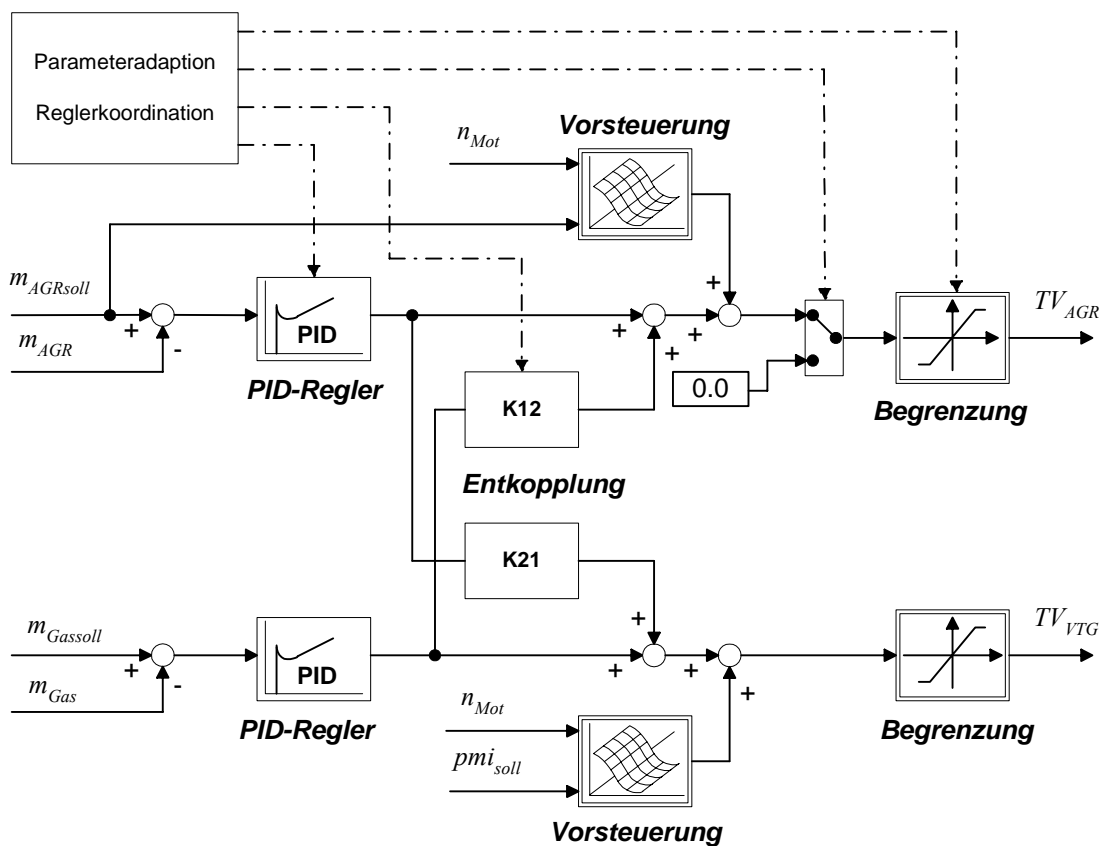 Parameteradaption
Reglerkoordination
Vorsteuerung
n_Mot
m_AGRsoll
+
-
m_AGR
PID
PID-Regler
+
+
+
+
TV_AGR
0.0
Begrenzung
K12
Entkopplung
K21
m_Gassoll
+
-
m_Gas
PID
PID-Regler
+
+
+
+
TV_VTG
Begrenzung
n_Mot
pmi_soll
Vorsteuerung